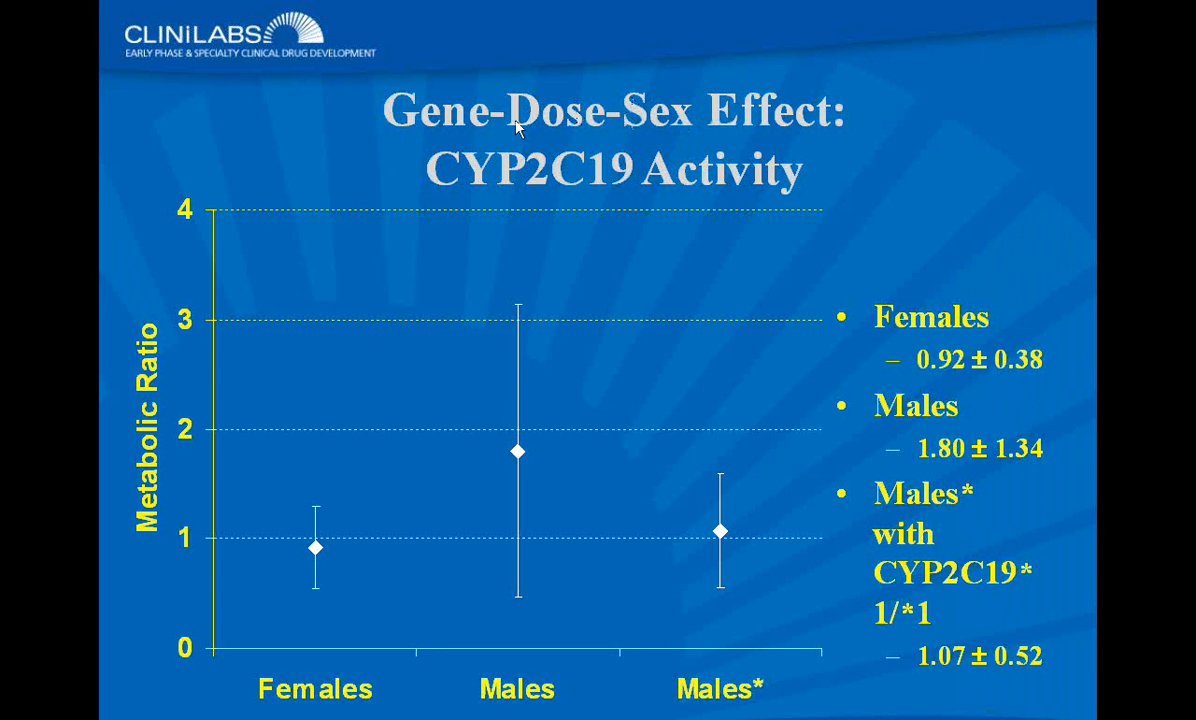 CLINiLABS
EARLY PHASE & SPECIALTY CLINICAL DRUG DEVELOPMENT
Gene-Dose-Sex Effect:
CYP2C19 Activity
4
3
2
1
0
Metabolic Ratio
Females
Males
Males*
• Females
– 0.92 ± 0.38
• Males
– 1.80 ± 1.34
• Males*
with
CYP2C19*
1/*1
– 1.07 ± 0.52